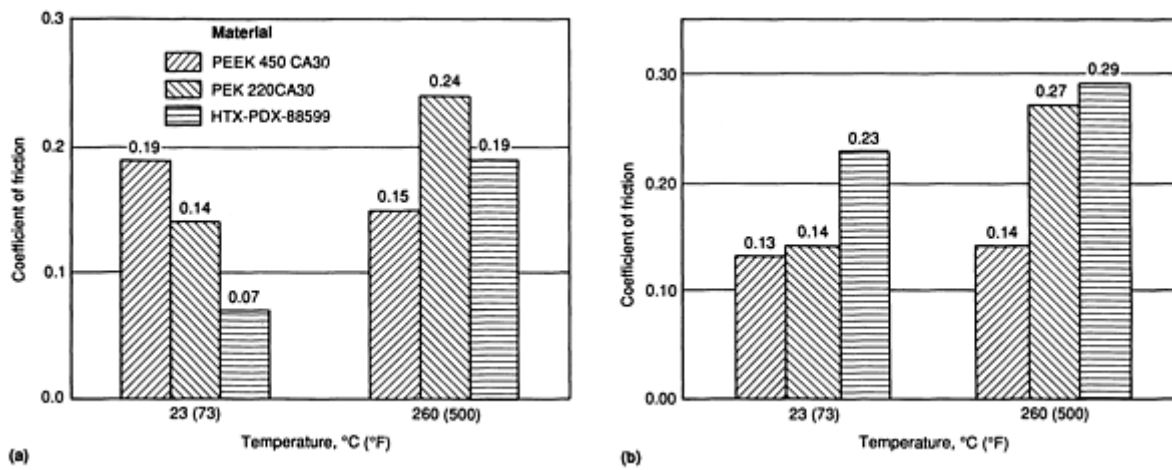 0.3
0.2
0.1
0.0
Coefficient of friction
Material
PEEK 450 CA30
PEK 220CA30
HTX-PDX-88599
0.19
0.14
0.07
0.15
0.24
0.19
23 (73)
260 (500)
Temperature, °C (°F)
(a)
0.30
0.20
0.10
0.00
Coefficient of friction
0.13
0.14
0.23
0.14
0.27
0.29
23 (73)
260 (500)
Temperature, °C (°F)
(b)